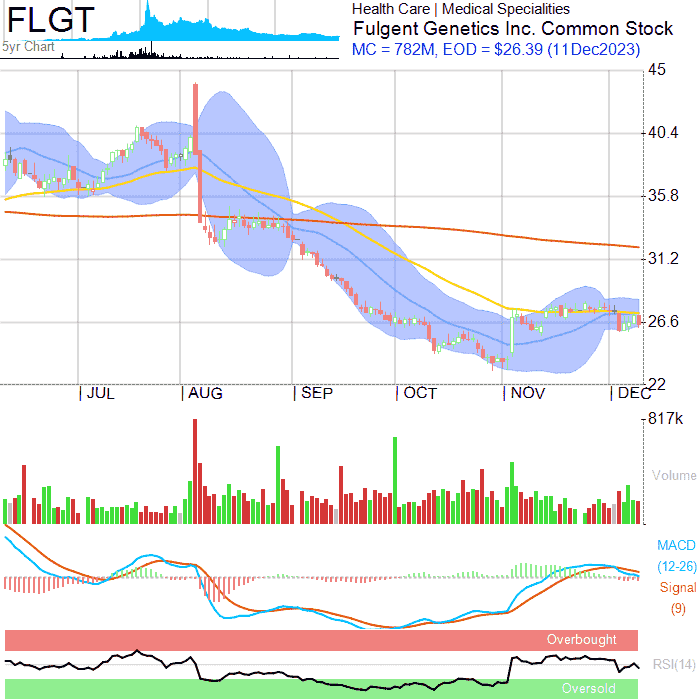 FLGT
5yr Chart
Health Care | Medical Specialities
Fulgent Genetics Inc. Common Stock
MC = 782M, EOD = $26.39 (11Dec2023)
45
40.4
35.8
31.2
26.6
22
JUL
AUG
SEP
OCT
NOV
DEC
817k
Volume
MACD
(12-26)
Signal
(9)
Overbought
RSI(14)
Oversold